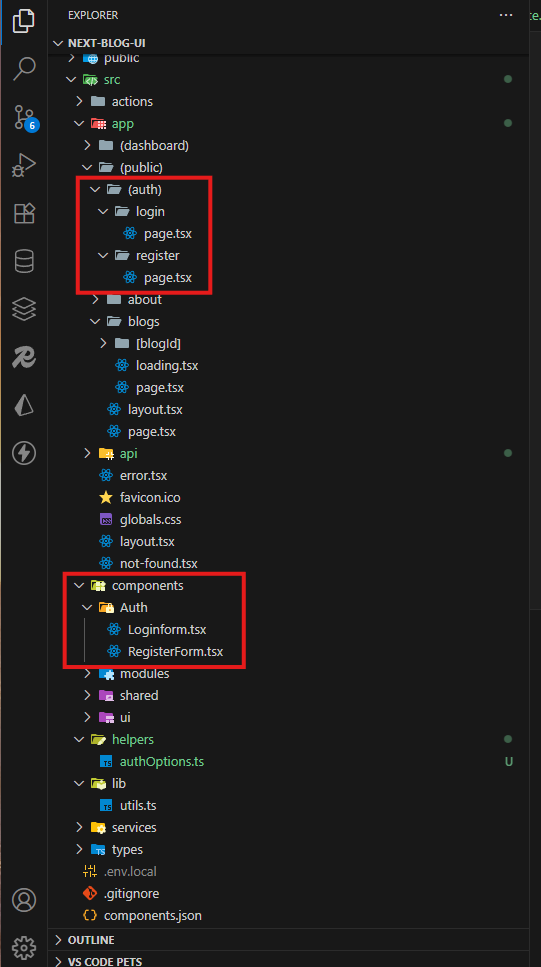 EXPLORER
te.
NEXT-BLOG-UI
public
src
actions
app
(dashboard)
(public)
(auth)
login
page.tsx
register
page.tsx
about
blogs
[blogId]
loading.tsx
page.tsx
layout.tsx
page.tsx
api
error.tsx
favicon.ico
globals.css
layout.tsx
not-found.tsx
components
Auth
Loginform.tsx
RegisterForm.tsx
modules
shared
ui
helpers
authOptions.ts U
lib
utils.ts
services
types
.env.local
.gitignore
components.json
OUTLINE
VS CODE PETS
6